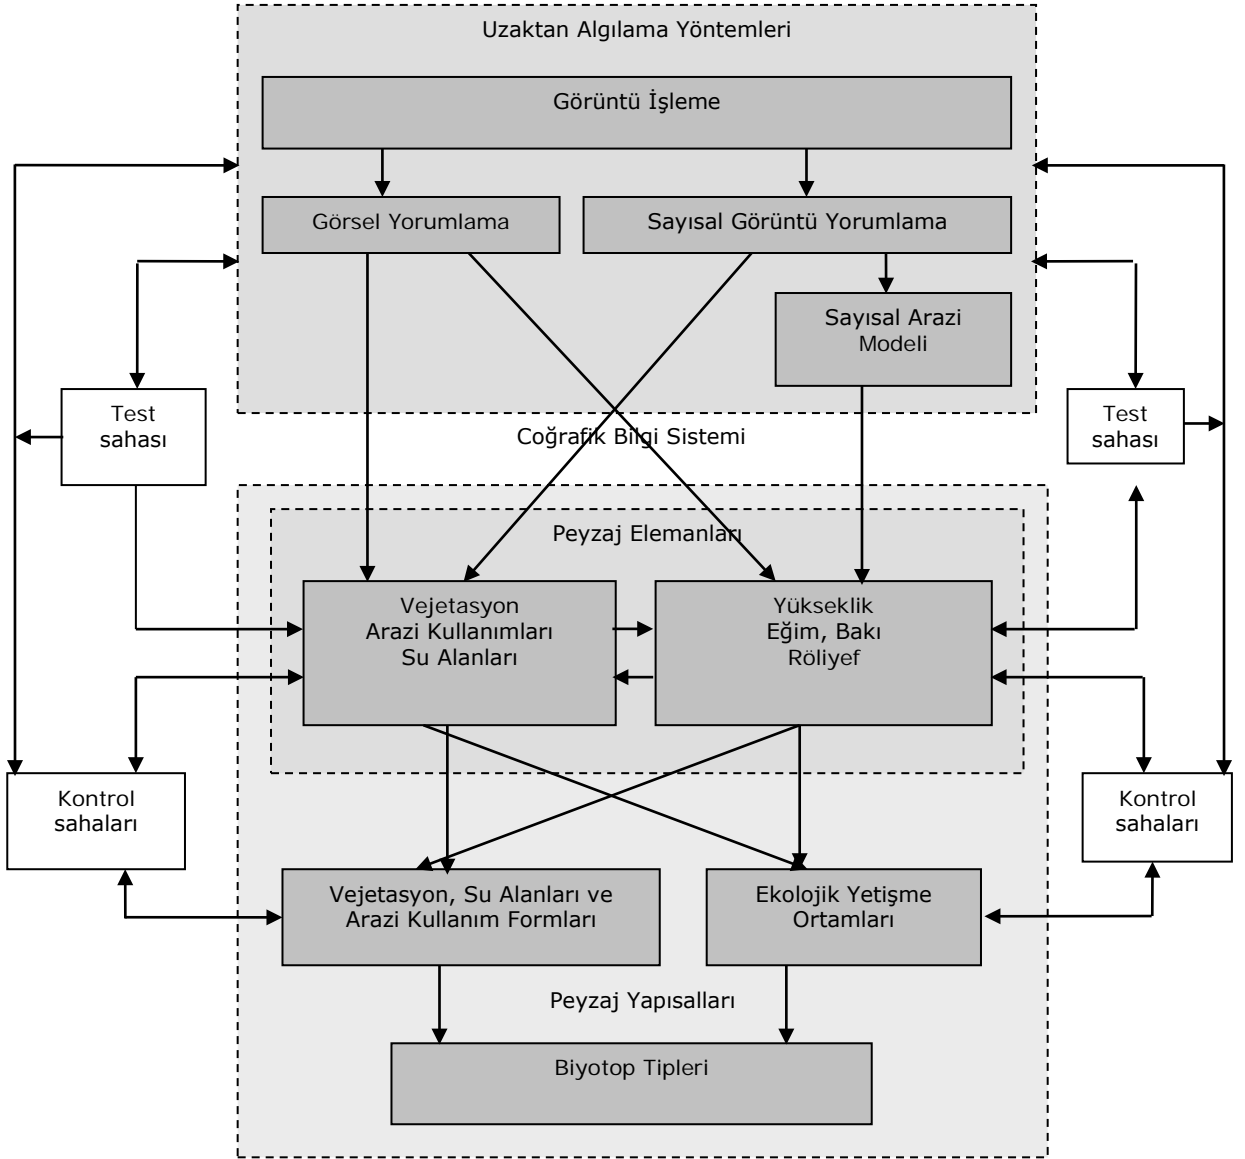 Uzaktan Algılama Yöntemleri
Görüntü İşleme
Görsel Yorumlama
Sayısal Görüntü Yorumlama
Sayısal Arazi
Modeli
Test
sahası
Test
sahası
Coğrafik Bilgi Sistemi
Peyzaj Elemanları
Vejetasyon
Arazi Kullanımları
Su Alanları
Yükseklik
Eğim, Bakı
Röliyef
Kontrol
sahaları
Kontrol
sahaları
Vejetasyon, Su Alanları ve
Arazi Kullanım Formları
Ekolojik Yetişme
Ortamları
Peyzaj Yapısalları
Biyotop Tipleri